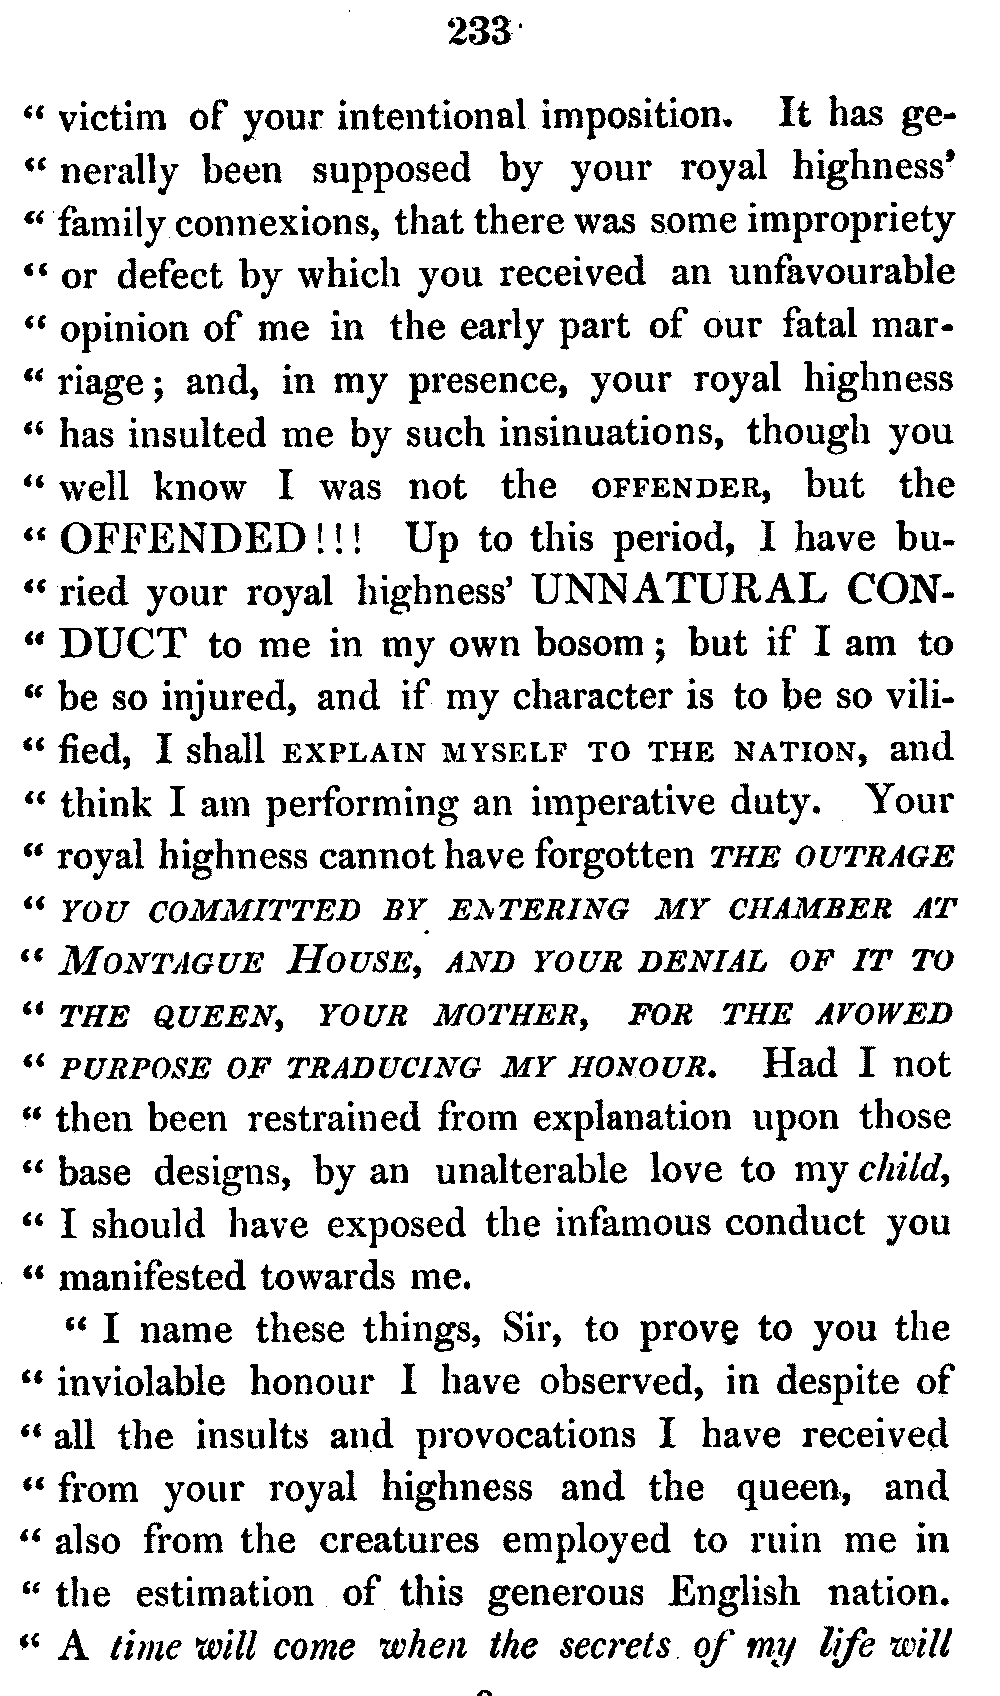 233
“ victim of your intentional imposition. It has ge-
“ nerally been supposed by your royal highness’
“ family connexions, that there was some impropriety
“ or defect by which you received an unfavourable
“ opinion of me in the early part of our fatal mar-
“ riage; and, in my presence, your royal highness
“ has insulted me by such insinuations, though you
“ well know I was not the OFFENDER, but the
“ OFFENDED!!! Up to this period, I have bu-
“ ried your royal highness’ UNNATURAL CON-
“ DUCT to me in my own bosom; but if I am to
“ be so injured, and if my character is to be so vili-
“ fied, I shall EXPLAIN MYSELF TO THE NATION, and
“ think I am performing an imperative duty. Your
“ royal highness cannot have forgotten THE OUTRAGE
“ YOU COMMITTED BY ENTERING MY CHAMBER AT
“ MONTAGUE HOUSE, AND YOUR DENIAL OF IT TO
“ THE QUEEN, YOUR MOTHER, FOR THE AVOWED
“ PURPOSE OF TRADUCING MY HONOUR. Had I not
“ then been restrained from explanation upon those
“ base designs, by an unalterable love to my child,
“ I should have exposed the infamous conduct you
“ manifested towards me.
“ I name these things, Sir, to prove to you the
“ inviolable honour I have observed, in despite of
“ all the insults and provocations I have received
“ from your royal highness and the queen, and
“ also from the creatures employed to ruin me in
“ the estimation of this generous English nation.
“ A time will come when the secrets of my life will